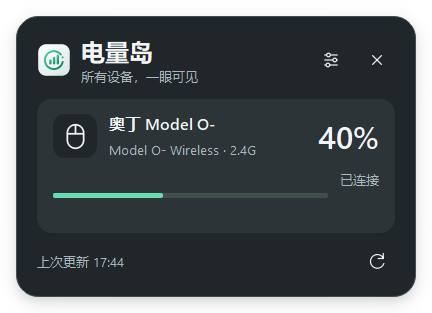 电量岛
所有设备，一眼可见
奥丁 Model O-
40%
Model O- Wireless · 2.4G
已连接
上次更新 17:44